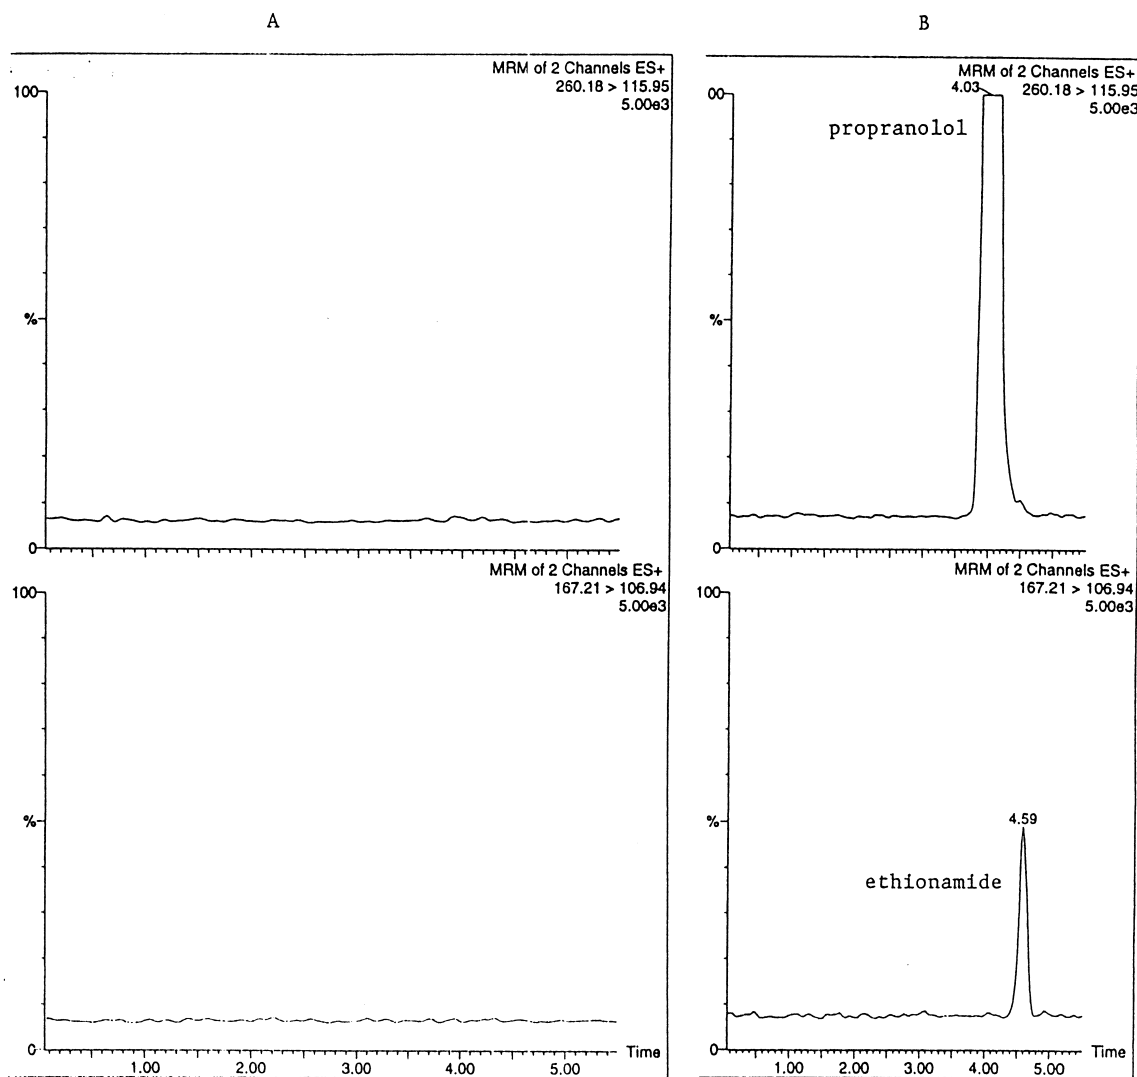 A
MRM of 2 Channels ES+
260.18 > 115.95
5.00e3
100
%
0
MRM of 2 Channels ES+
167.21 > 106.94
5.00e3
100
%
0
Time
1.00 2.00 3.00 4.00 5.00
B
MRM of 2 Channels ES+
4.03 260.18 > 115.95
5.00e3
00
propranolol
%
0
MRM of 2 Channels ES+
167.21 > 106.94
5.00e3
100
%
4.59
ethionamide
0
Time
1.00 2.00 3.00 4.00 5.00